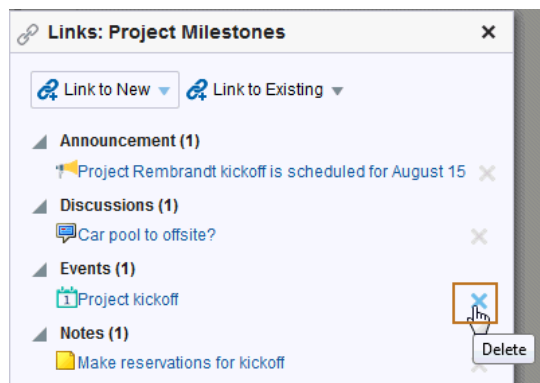 Links: Project Milestones
Link to New Link to Existing
Announcement (1)
Project Rembrandt kickoff is scheduled for August 15
Discussions (1)
Car pool to offsite?
Events (1)
1 Project kickoff
Notes (1)
Delete
Make reservations for kickoff